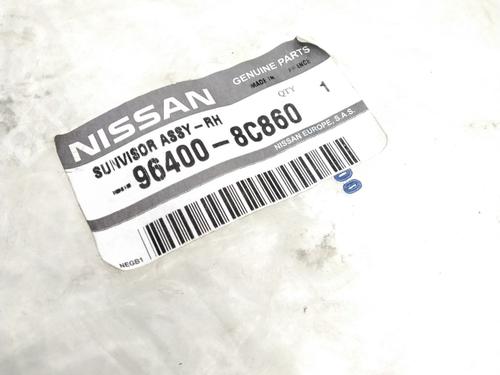 NISSAN
GENUINE PARTS
SUNVISOR ASSY-RH
MADE IN FRANCE
QTY 1
96400-8C860
NISSAN EUROPE, S.A.S.
NEGB1